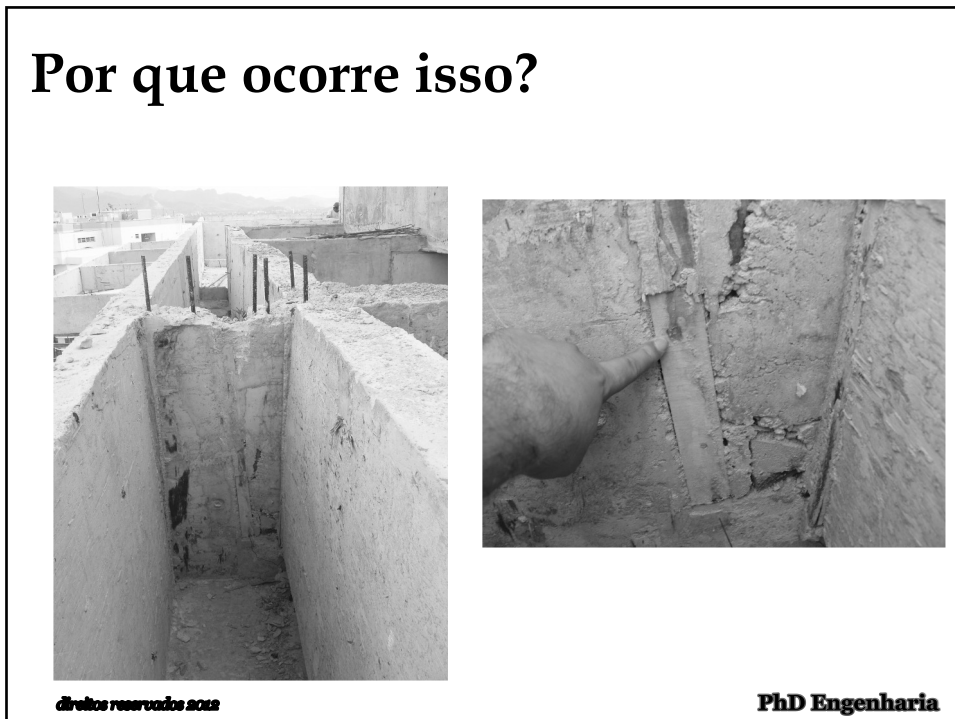 Por que ocorre isso?
direitos reservados 2012
PhD Engenharia